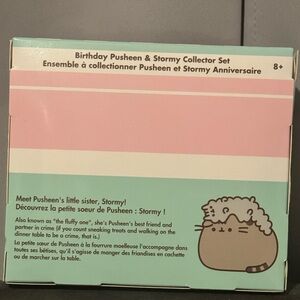 Birthday Pusheen & Stormy Collector Set
Ensemble à collectionner Pusheen et Stormy Anniversaire
8+
Meet Pusheen's little sister, Stormy!
Découvrez la petite soeur de Pusheen : Stormy !
Also known as "the fluffy one", she's Pusheen's best friend and
partner in crime (if you count sneaking treats and walking on the
dinner table to be a crime, that is.)
La petite soeur de Pusheen à la fourrure moelleuse l'accompagne dans
toutes ses bêtises, qu'il s'agisse de manger des friandises en cachette
ou de marcher sur la table.